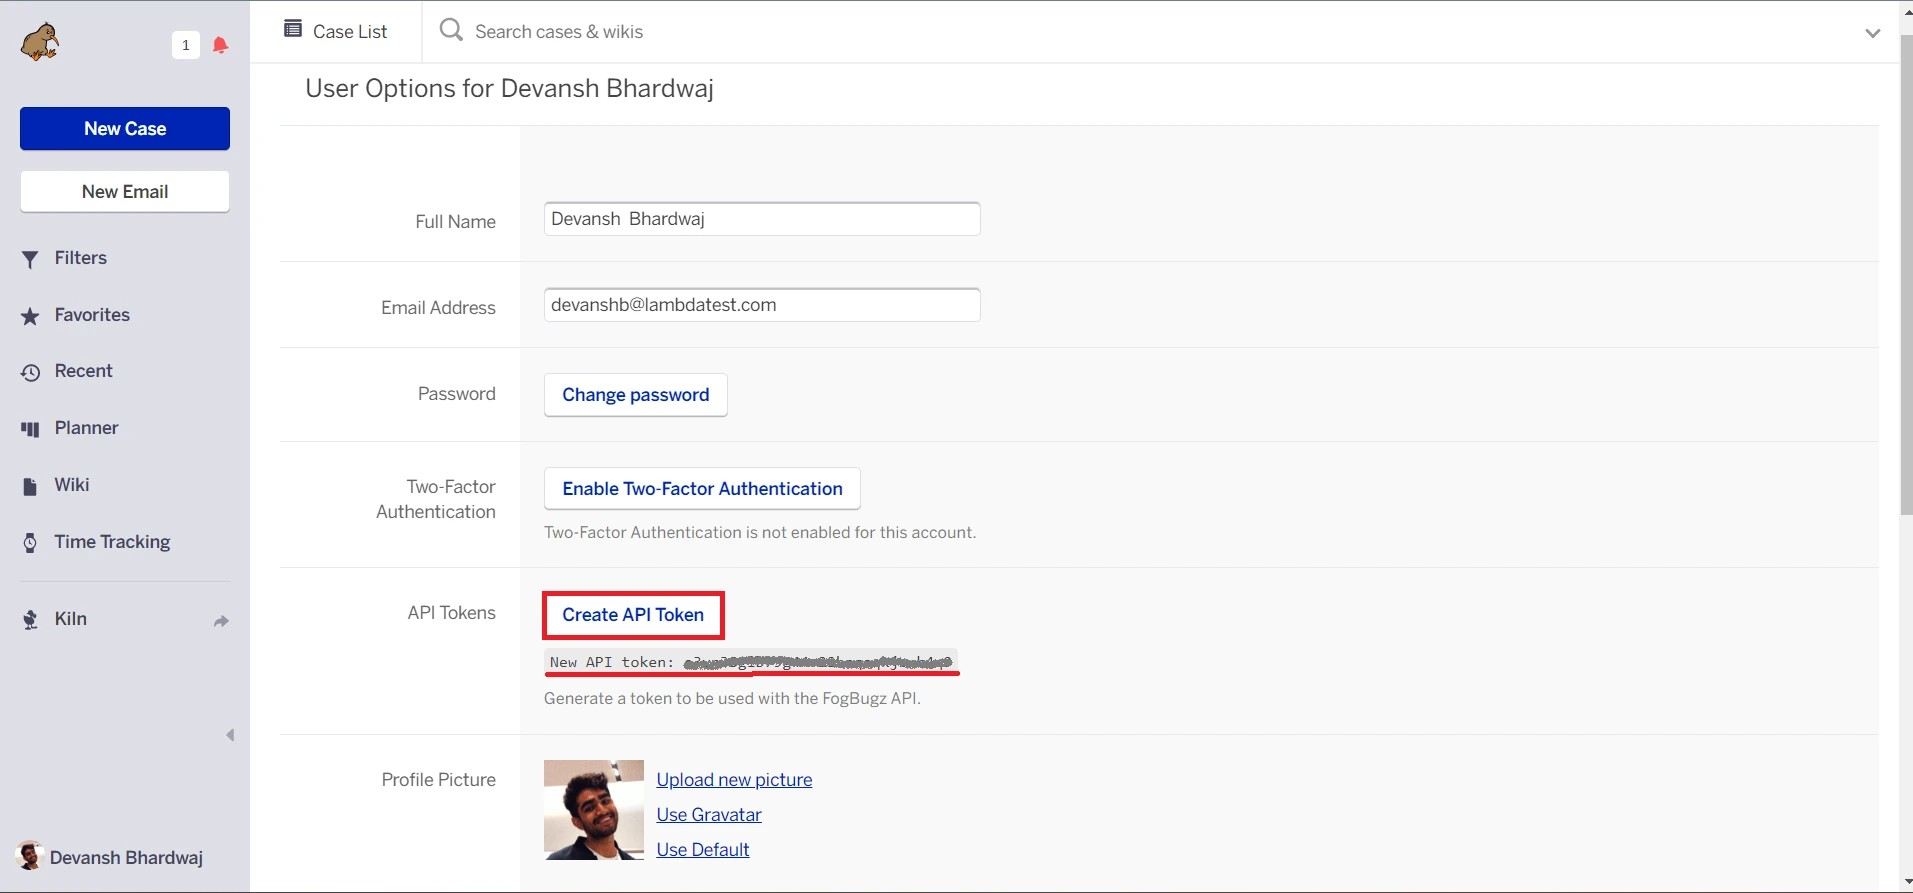 1
Case List
Search cases & wikis
User Options for Devansh Bhardwaj
New Case
New Email
Filters
Favorites
Recent
Planner
Wiki
Time Tracking
Kiln
Devansh Bhardwaj
Full Name
Devansh Bhardwaj
Email Address
devanshb@lambdatest.com
Password
Change password
Two-Factor
Authentication
Enable Two-Factor Authentication
Two-Factor Authentication is not enabled for this account.
API Tokens
Create API Token
New API token:
Generate a token to be used with the FogBugz API.
Profile Picture
Upload new picture
Use Gravatar
Use Default